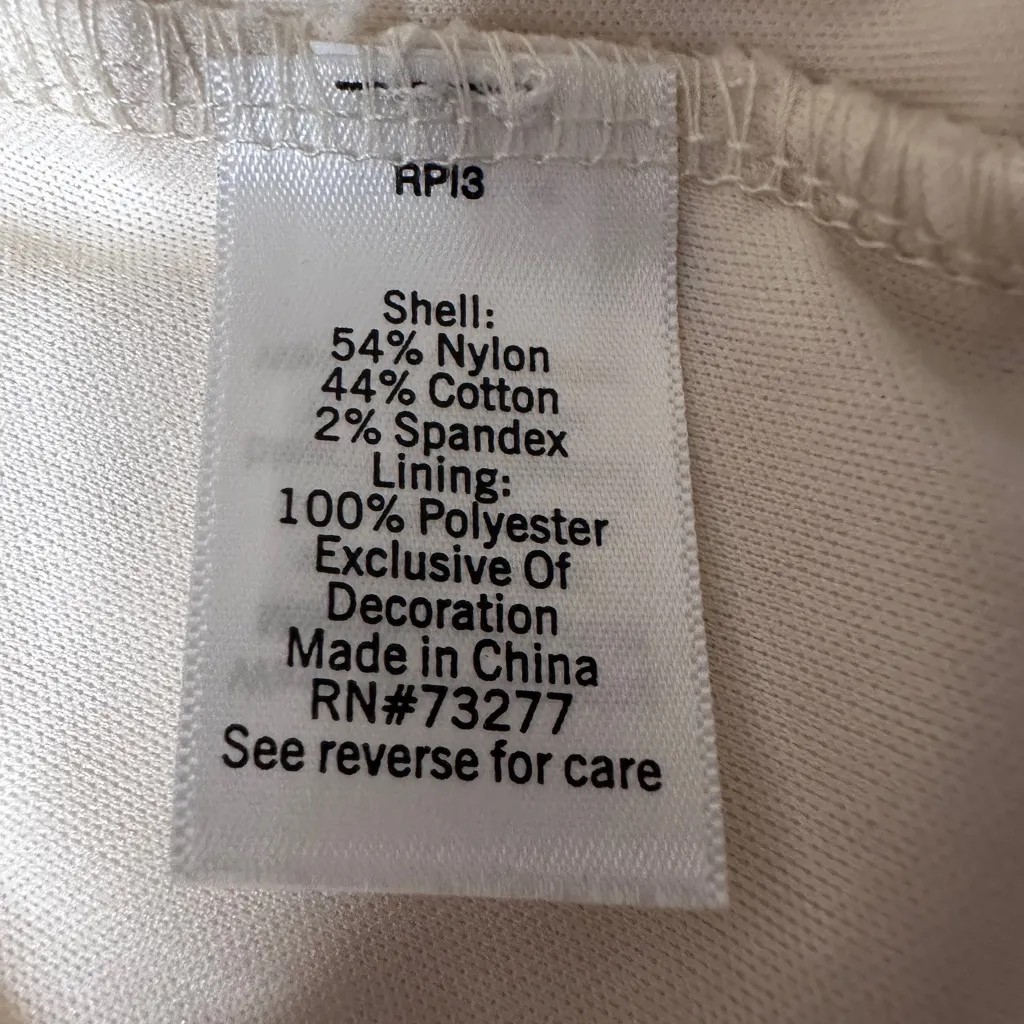 RPI3
Shell:
54% Nylon
44% Cotton
2% Spandex
Lining:
100% Polyester
Exclusive Of
Decoration
Made in China
RN#73277
See reverse for care